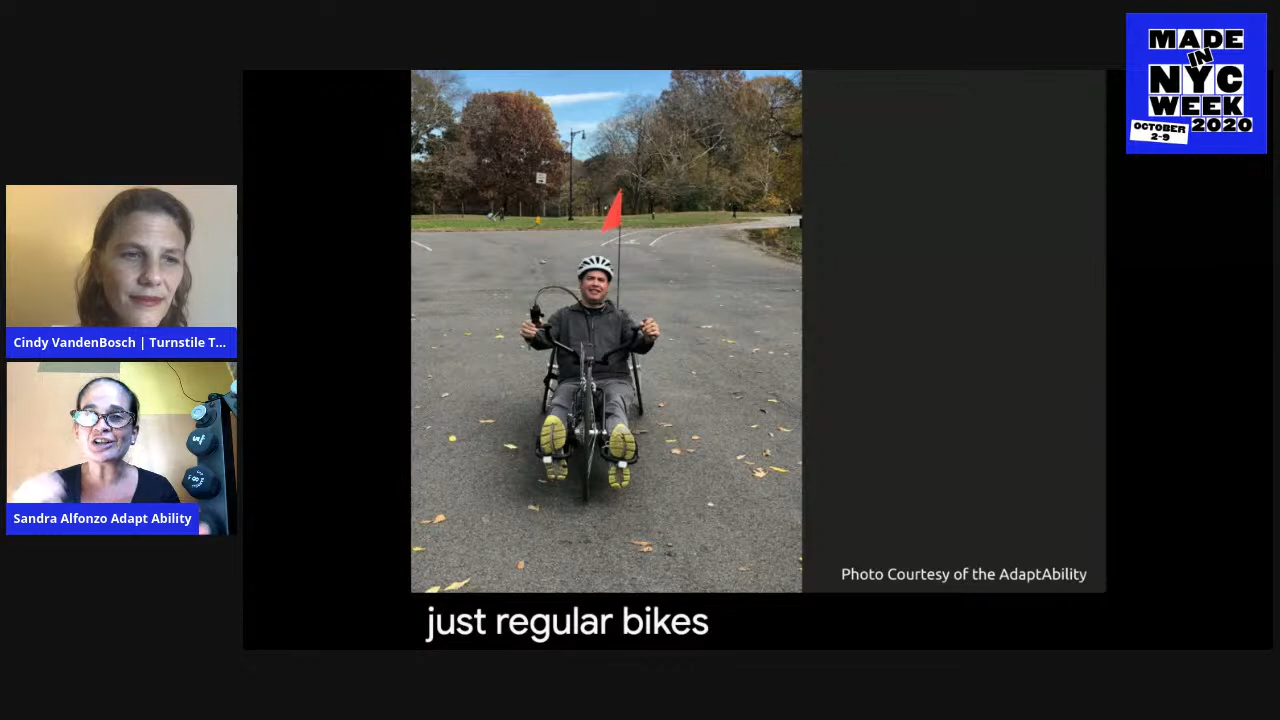 MADE
IN
NYC
WEEK
2020
OCTOBER
2-9
Cindy VandenBosch | Turnstile T...
Sandra Alfonzo Adapt Ability
Photo Courtesy of the AdaptAbility
just regular bikes